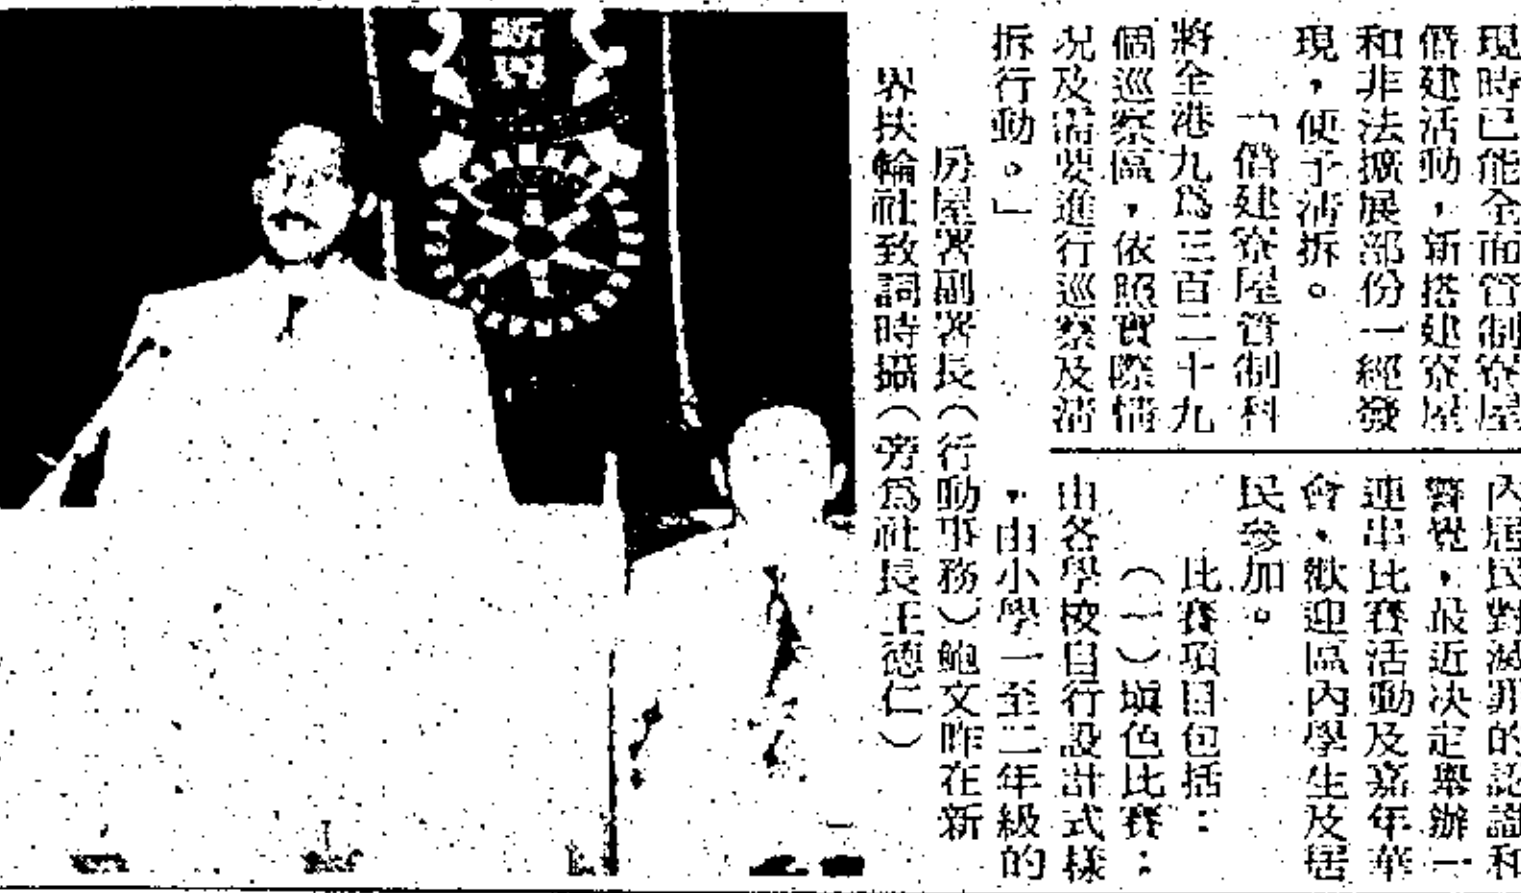 現時已能全面管制寮屋
僭建活動，新搭建寮屋
和非法擴展部份一經發
現，便予清拆。
「僭建寮屋管制科
將全港九為三百二十九
個巡察區，依照實際情
況及需要進行巡察及清
拆行動。」
內居民對滅罪的認識和
警覺，最近决定舉辦一
連串比賽活動及嘉年華
會、歡迎區內學生及居
民參加。
比賽項目包括：
（一）塡色比賽：
由各學校自行設計式樣
，由小學一至二年級的
房屋署副署長（行動事務）鮑文昨在新
界扶輪社致詞時攝（旁爲社長王德仁）
新